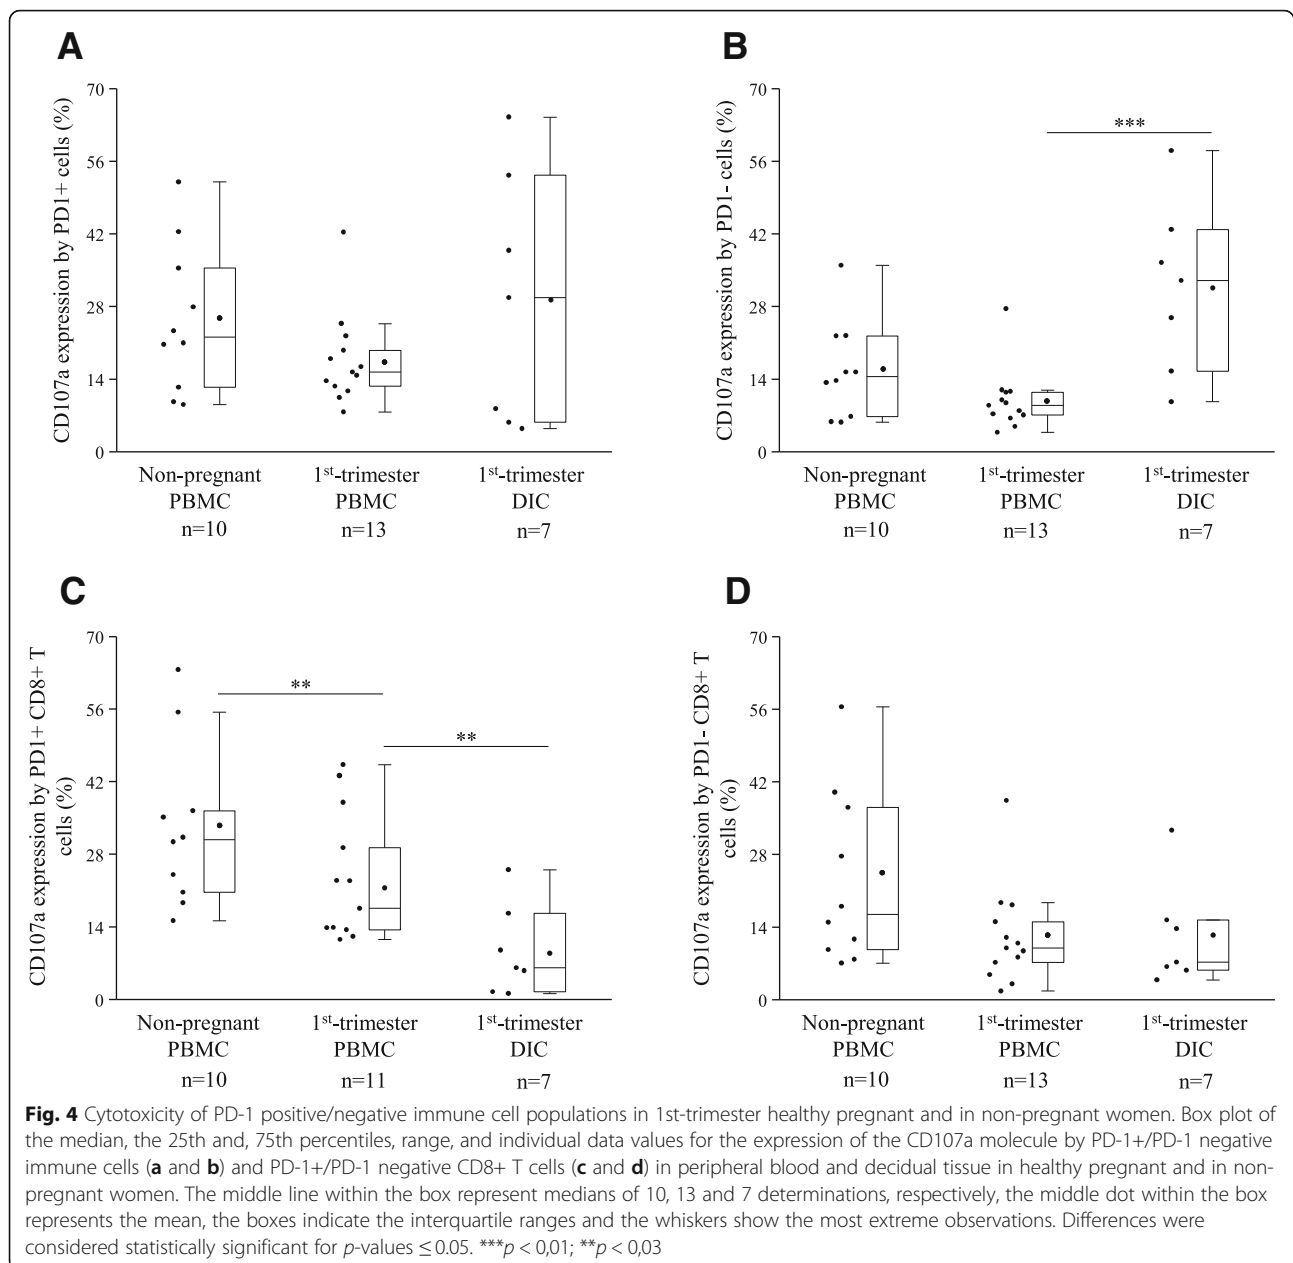 A
CD107a expression by PD1+ cells (%)
70
56
42
28
14
0
Non-pregnant
PBMC
n=10
1st-trimester
PBMC
n=13
1st-trimester
DIC
n=7
B
CD107a expression by PD1- cells (%)
70
56
42
28
14
0
***
Non-pregnant
PBMC
n=10
1st-trimester
PBMC
n=13
1st-trimester
DIC
n=7
C
CD107a expression by PD1+ CD8+ T
cells (%)
70
56
42
28
14
0
**
**
Non-pregnant
PBMC
n=10
1st-trimester
PBMC
n=11
1st-trimester
DIC
n=7
D
CD107a expression by PD1- CD8+ T
cells (%)
70
56
42
28
14
0
Non-pregnant
PBMC
n=10
1st-trimester
PBMC
n=13
1st-trimester
DIC
n=7
Fig. 4 Cytotoxicity of PD-1 positive/negative immune cell populations in 1st-trimester healthy pregnant and in non-pregnant women. Box plot of
the median, the 25th and, 75th percentiles, range, and individual data values for the expression of the CD107a molecule by PD-1+/PD-1 negative
immune cells (a and b) and PD-1+/PD-1 negative CD8+ T cells (c and d) in peripheral blood and decidual tissue in healthy pregnant and in non-
pregnant women. The middle line within the box represent medians of 10, 13 and 7 determinations, respectively, the middle dot within the box
represents the mean, the boxes indicate the interquartile ranges and the whiskers show the most extreme observations. Differences were
considered statistically significant for p-values ≤ 0.05. ***p < 0,01; **p < 0,03